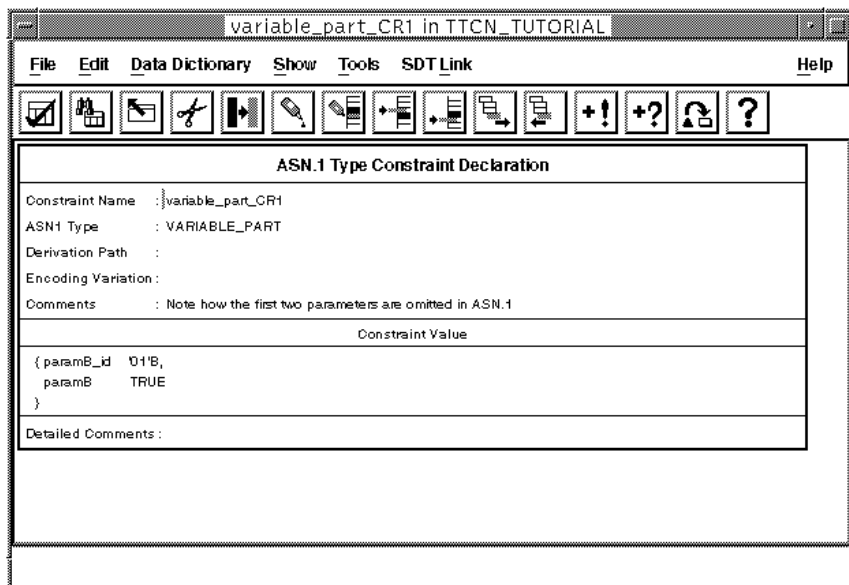 variable_part_CR1 in TTCN_TUTORIAL
File Edit Data Dictionary Show Tools SDT Link Help
+! +? ?
ASN.1 Type Constraint Declaration
Constraint Name : variable_part_CR1
ASN1 Type : VARIABLE_PART
Derivation Path :
Encoding Variation :
Comments : Note how the first two parameters are omitted in ASN.1
Constraint Value
{ paramB_id '01'B,
paramB TRUE
}
Detailed Comments :